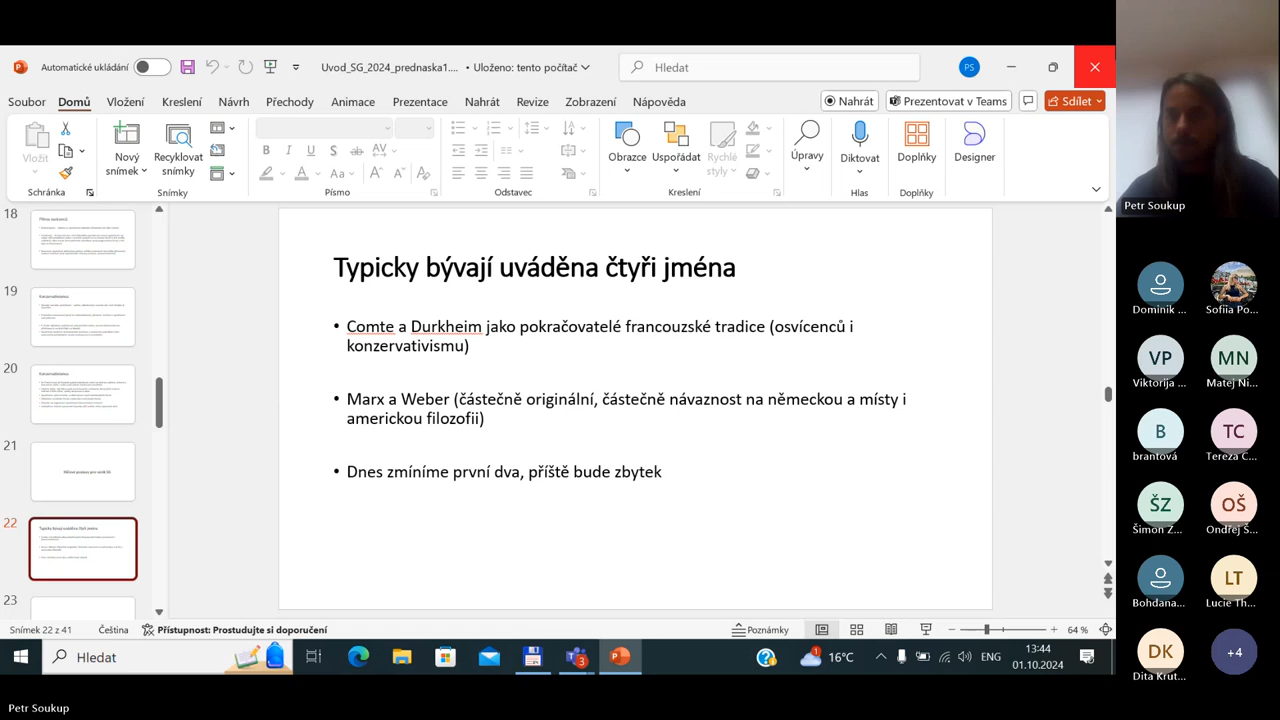 Automatické ukládání
Uvod_SG_2024_prednaska1.... • Uloženo: tento počítač
Hledat
PS
Soubor Domů Vložení Kreslení Návrh Přechody Animace Prezentace Nahrát Revize Zobrazení Nápověda
Nahrát Prezentovat v Teams Sdílet
Vložit
Nový snímek
Recyklovat snímky
Obrazce
Uspořádat
Rychlé styly
Úpravy
Diktovat
Doplňky
Designer
Schránka Snímky Písmo Odstavec Kreslení Hlas Doplňky
18
19
20
21
22
23
Typicky bývají uváděna čtyři jména
• Comte a Durkheim jako pokračovatelé francouzské tradice (osvícenců i
konzervativismu)
• Marx a Weber (částečně originální, částečně návaznost na německou a místy i
americkou filozofii)
• Dnes zmíníme první dva, příště bude zbytek
Snímek 22 z 41 Čeština Přístupnost: Prostudujte si doporučení
Poznámky
64 %
Hledat
3
1
16°C
ENG
13:44
01.10.2024
Petr Soukup
Petr Soukup
Dominik ...
Sofiia Po...
VP
Viktorija ...
MN
Matej Ni...
B
brantová
TC
Tereza C...
ŠZ
Šimon Z...
OŠ
Ondřej Š...
Bohdana...
LT
Lucie Th...
DK
Dita Krut...
+4